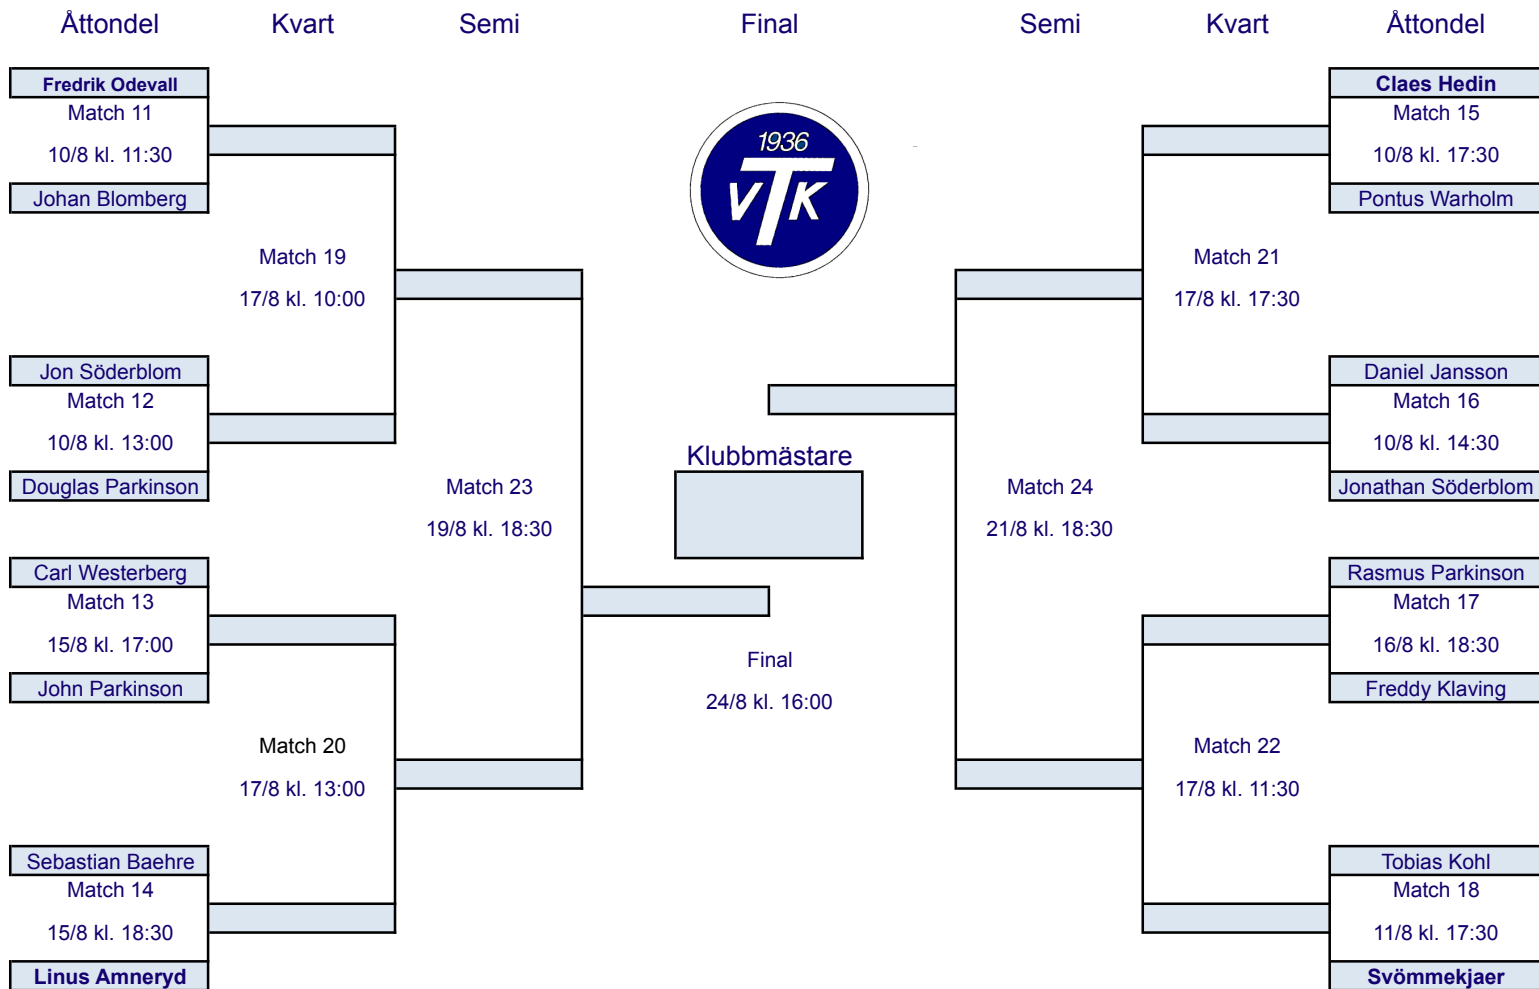 Åttondel Kvart Semi Final Semi Kvart Åttondel
Fredrik Odevall
Match 11
10/8 kl. 11:30
Johan Blomberg
Match 19
17/8 kl. 10:00
Jon Söderblom
Match 12
10/8 kl. 13:00
Douglas Parkinson
Match 23
19/8 kl. 18:30
Carl Westerberg
Match 13
15/8 kl. 17:00
John Parkinson
Match 20
17/8 kl. 13:00
Sebastian Baehre
Match 14
15/8 kl. 18:30
Linus Amneryd
1936
VTK
Klubbmästare
Final
24/8 kl. 16:00
Claes Hedin
Match 15
10/8 kl. 17:30
Pontus Warholm
Match 21
17/8 kl. 17:30
Daniel Jansson
Match 16
10/8 kl. 14:30
Jonathan Söderblom
Match 24
21/8 kl. 18:30
Rasmus Parkinson
Match 17
16/8 kl. 18:30
Freddy Klaving
Match 22
17/8 kl. 11:30
Tobias Kohl
Match 18
11/8 kl. 17:30
Svömmekjaer